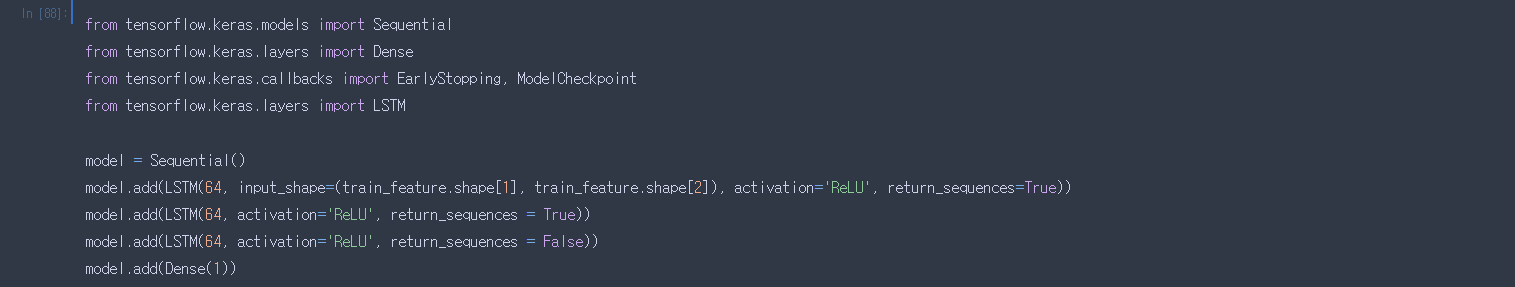 In [88]:
from tensorflow.keras.models import Sequential
from tensorflow.keras.layers import Dense
from tensorflow.keras.callbacks import EarlyStopping, ModelCheckpoint
from tensorflow.keras.layers import LSTM
model = Sequential()
model.add(LSTM(64, input_shape=(train_feature.shape[1], train_feature.shape[2]), activation='ReLU', return_sequences=True))
model.add(LSTM(64, activation='ReLU', return_sequences = True))
model.add(LSTM(64, activation='ReLU', return_sequences = False))
model.add(Dense(1))